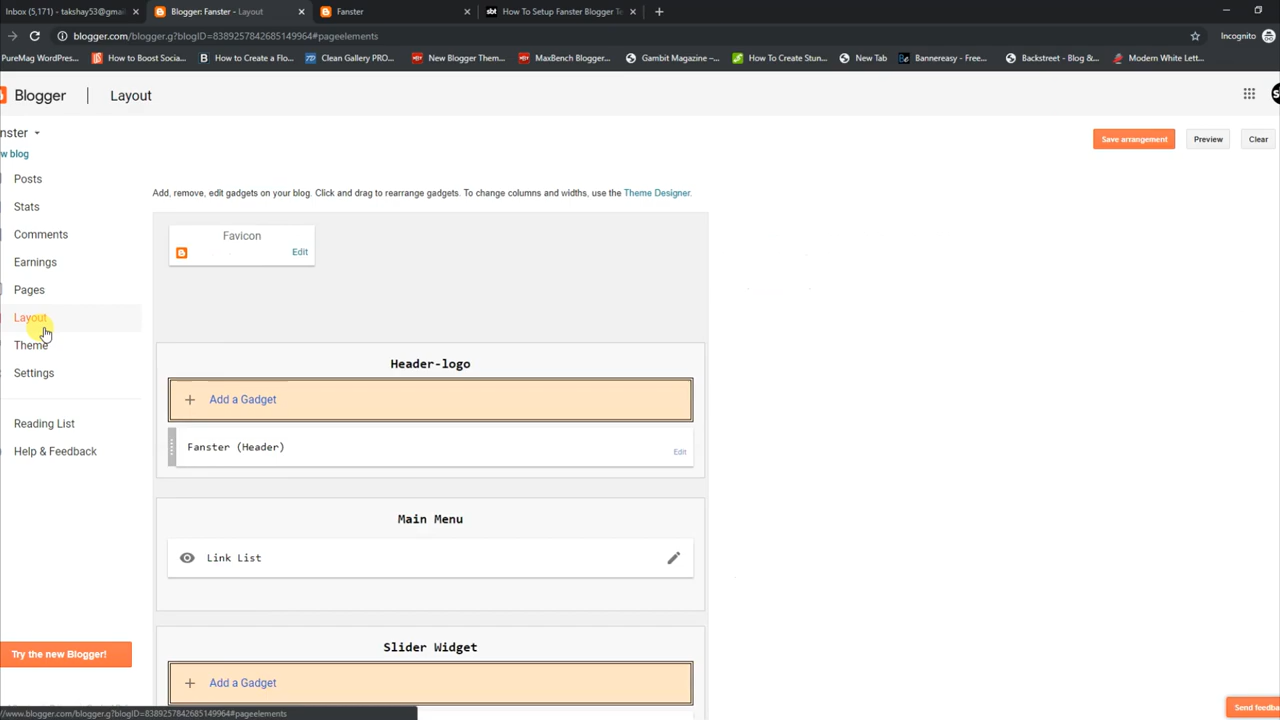 Inbox (5,171) - takshay53@gmai
Blogger: Fanster - Layout
Fanster
How To Setup Fanster Blogger Te
blogger.com/blogger.g?blogID=8389257842685149964#pageelements
Incognito
PureMag WordPres...
How to Boost Socia...
How to Create a Flo...
Clean Gallery PRO...
New Blogger Them...
MaxBench Blogger...
Gambit Magazine –...
How To Create Stun...
New Tab
Bannereasy - Free...
Backstreet - Blog &...
Modern White Lett...
Blogger
Layout
nster
w blog
Save arrangement
Preview
Clear
Posts
Stats
Comments
Earnings
Pages
Layout
Theme
Settings
Reading List
Help & Feedback
Try the new Blogger!
Add, remove, edit gadgets on your blog. Click and drag to rearrange gadgets. To change columns and widths, use the Theme Designer.
Favicon
Edit
Header-logo
Add a Gadget
Fanster (Header)
Edit
Main Menu
Link List
Slider Widget
Add a Gadget
Send feedba
//www.blogger.com/blogger.g?blogID=8389257842685149964#pageelements